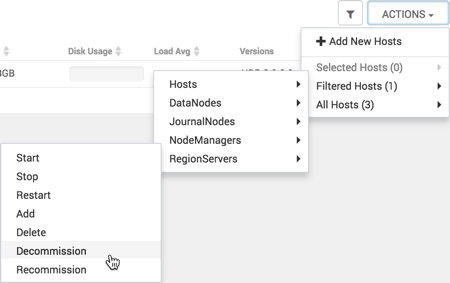 ACTIONS
Disk Usage
Load Avg
Versions
Add New Hosts
Selected Hosts (0)
Filtered Hosts (1)
All Hosts (3)
Hosts
DataNodes
JournalNodes
NodeManagers
RegionServers
Start
Stop
Restart
Add
Delete
Decommission
Recommission